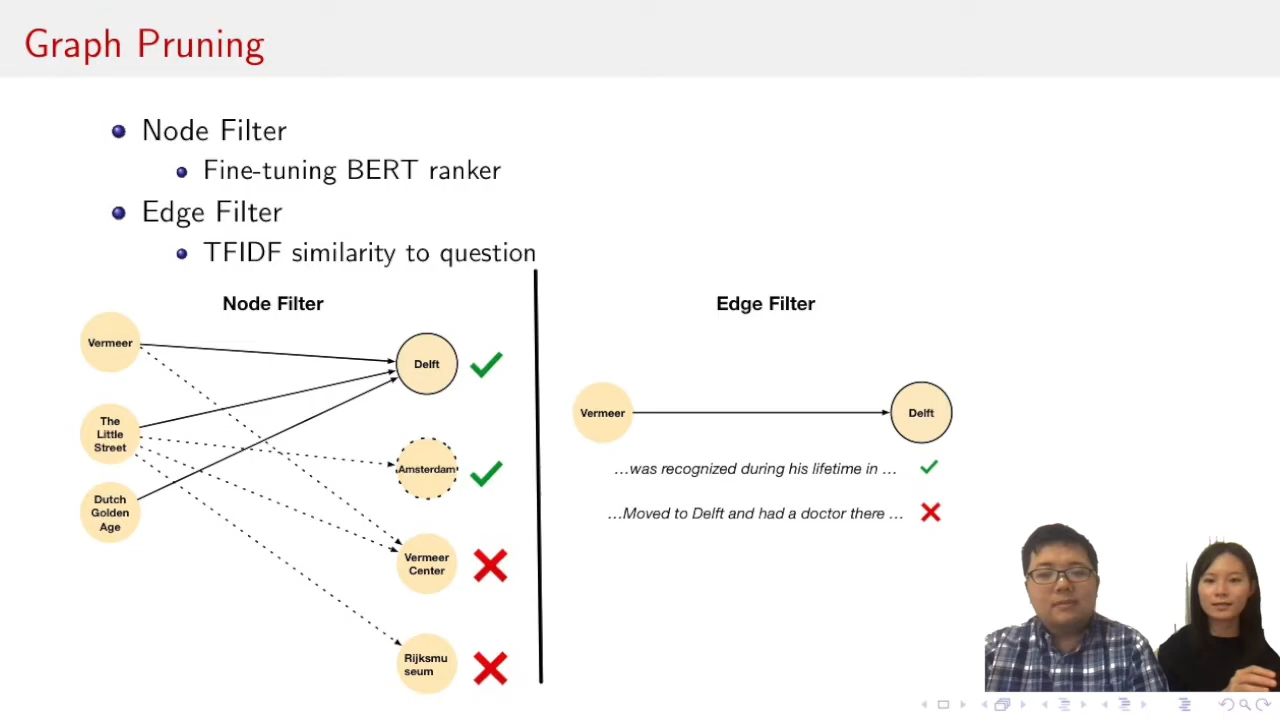 Graph Pruning
Node Filter
Fine-tuning BERT ranker
Edge Filter
TFIDF similarity to question
Node Filter
Vermeer
The
Little
Street
Dutch
Golden
Age
Delft
Amsterdam
Vermeer
Center
Rijksmu
seum
Edge Filter
Vermeer
Delft
...was recognized during his lifetime in ...
...Moved to Delft and had a doctor there ...